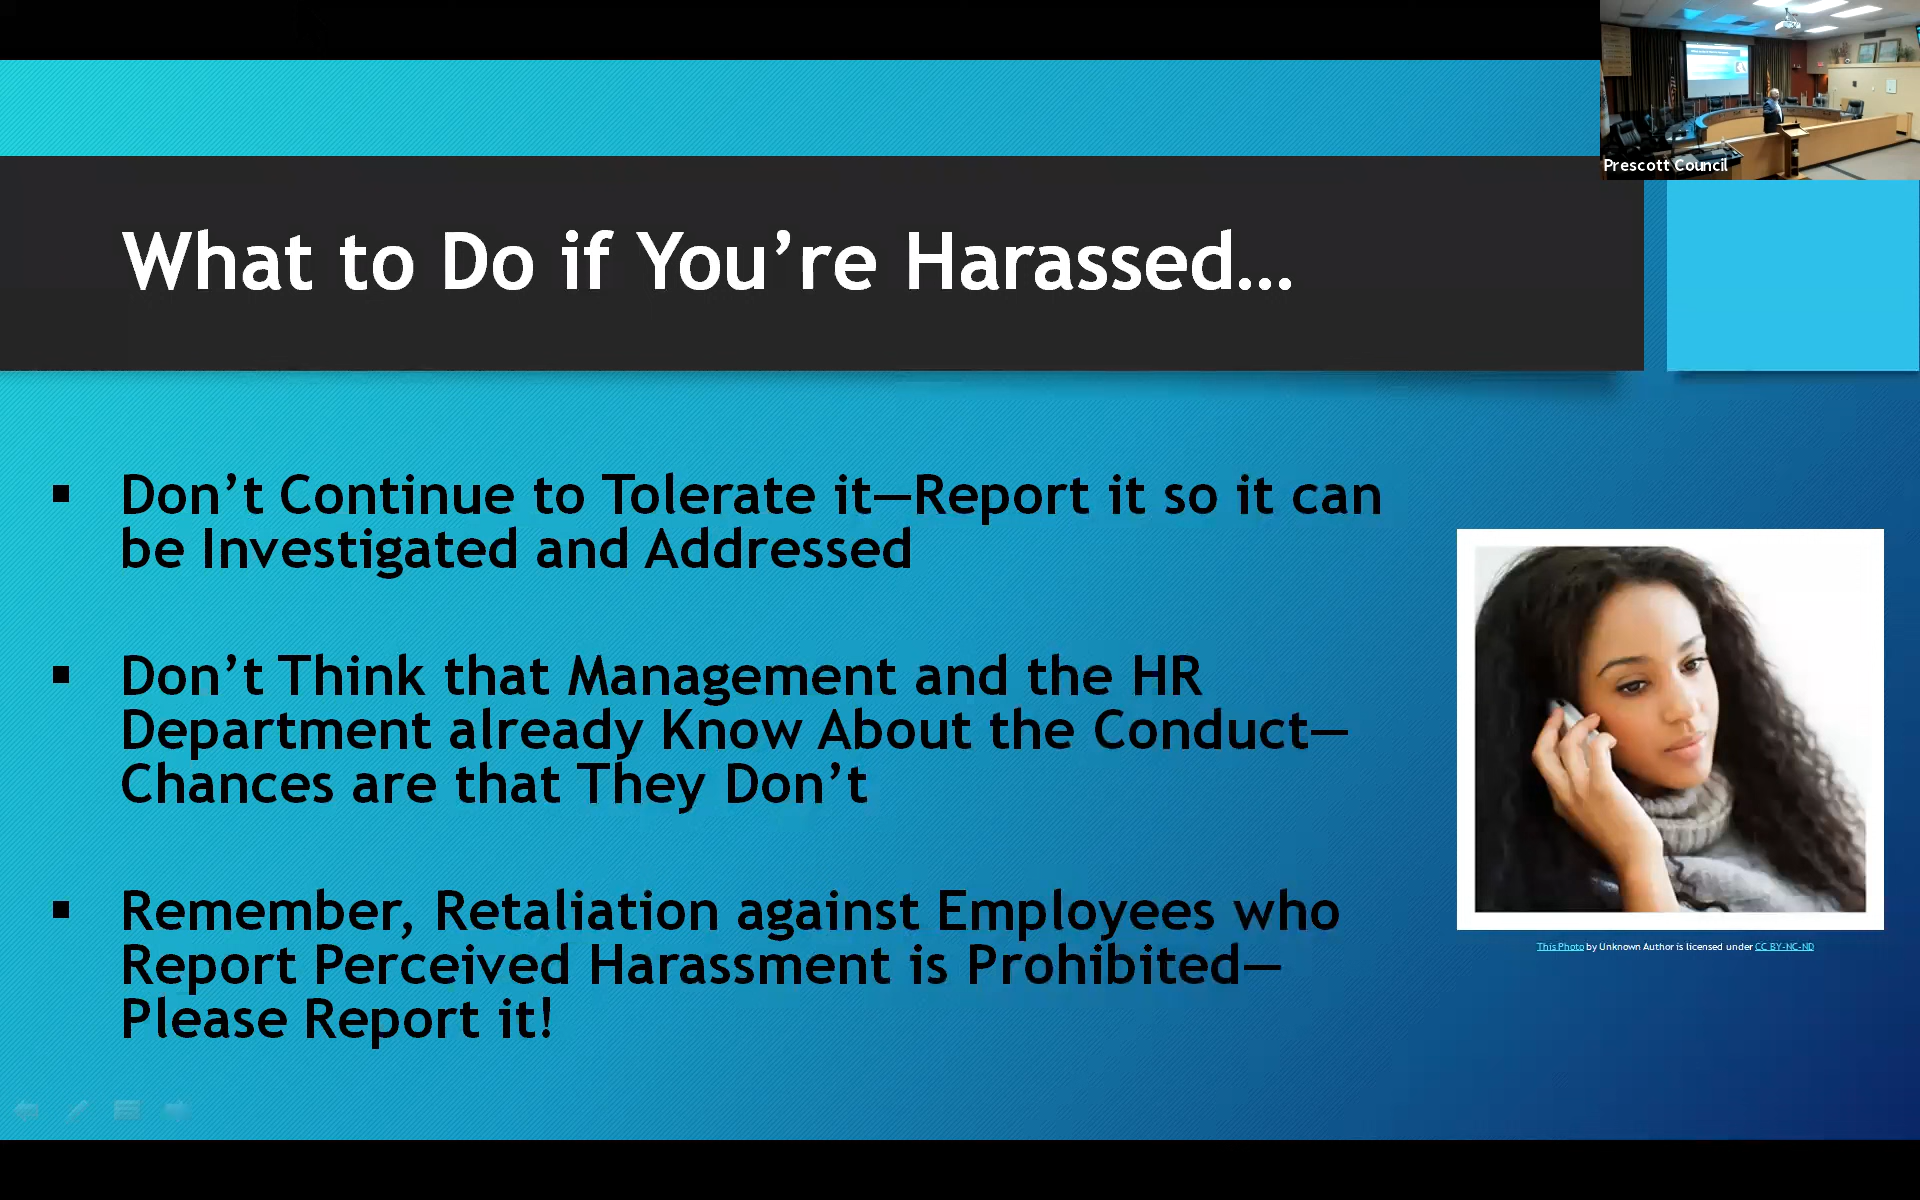 Prescott Council
What to Do if You’re Harassed...
▪ Don’t Continue to Tolerate it—Report it so it can
be Investigated and Addressed
▪ Don’t Think that Management and the HR
Department already Know About the Conduct—
Chances are that They Don’t
▪ Remember, Retaliation against Employees who
Report Perceived Harassment is Prohibited—
Please Report it!
This Photo by Unknown Author is licensed under CC BY-NC-ND